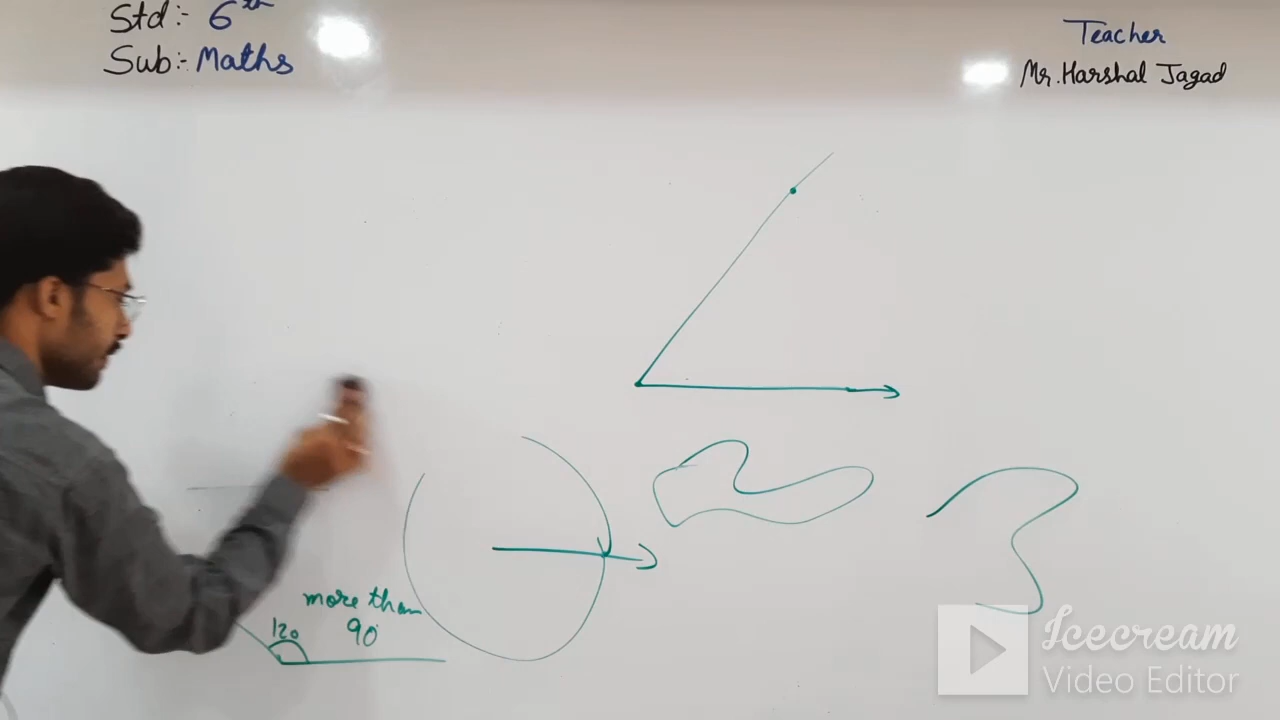 Std:- 6th
Sub:- Maths
Teacher
Mr. Harshal Jagad
more than
90°
120
Icecream
Video Editor